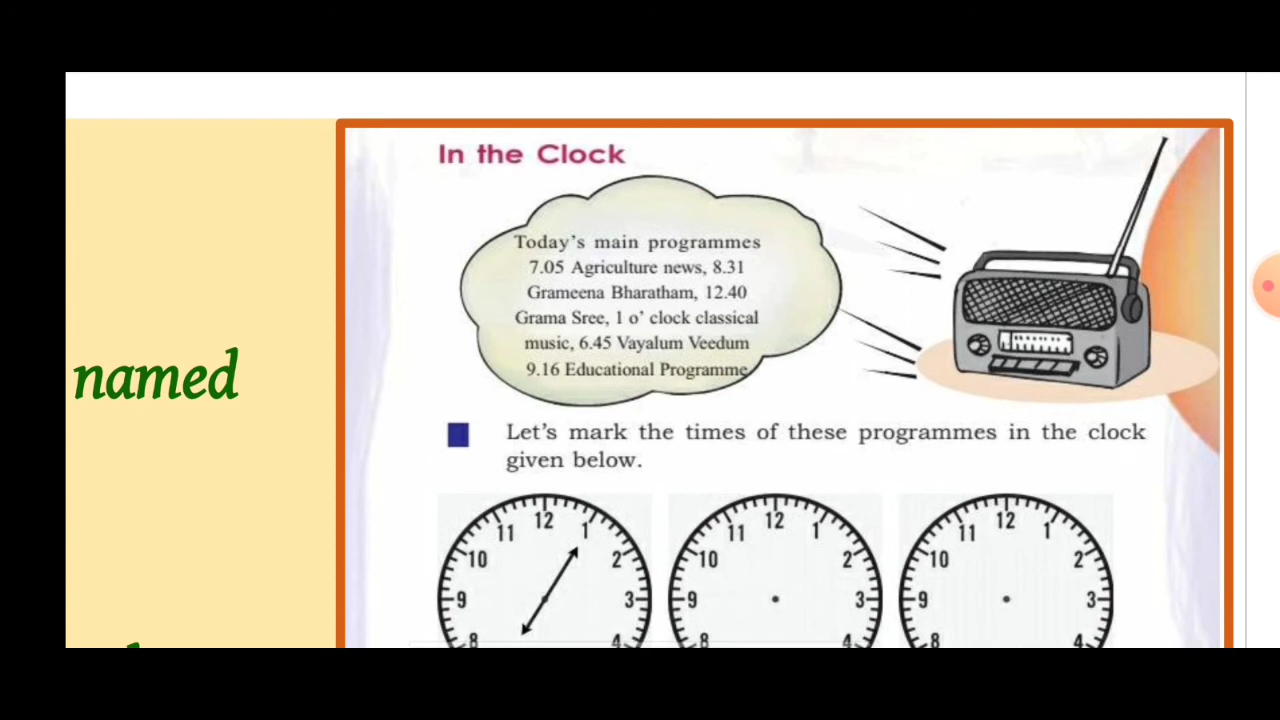 named
In the Clock
Today's main programmes
7.05 Agriculture news, 8.31
Grameena Bharatham, 12.40
Grama Sree, 1 o' clock classical
music, 6.45 Vayalum Veedum
9.16 Educational Programme
Let's mark the times of these programmes in the clock
given below.
12 12 12
11 1 11 1 11 1
10 2 10 2 10 2
9 3 9 3 9 3
8 4 8 4 8 4